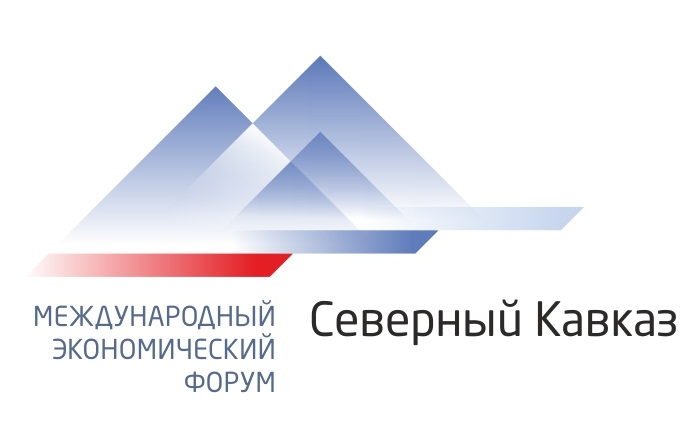 МЕЖДУНАРОДНЫЙ
ЭКОНОМИЧЕСКИЙ
ФОРУМ
Северный Кавказ